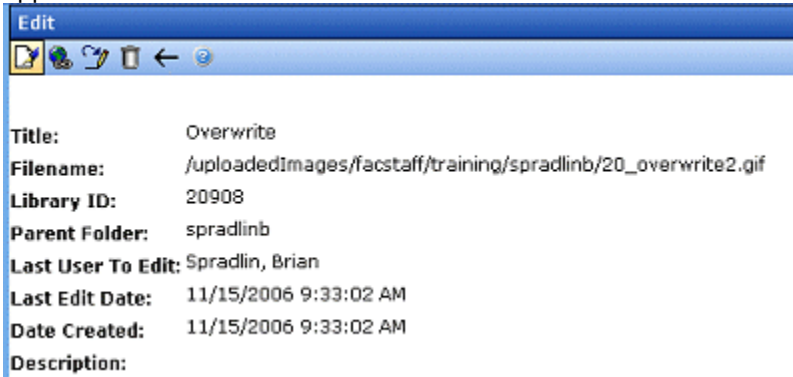 Edit
Title: Overwrite
Filename: /uploadedImages/facstaff/training/spradlinb/20_overwrite2.gif
Library ID: 20908
Parent Folder: spradlinb
Last User To Edit: Spradlin, Brian
Last Edit Date: 11/15/2006 9:33:02 AM
Date Created: 11/15/2006 9:33:02 AM
Description: